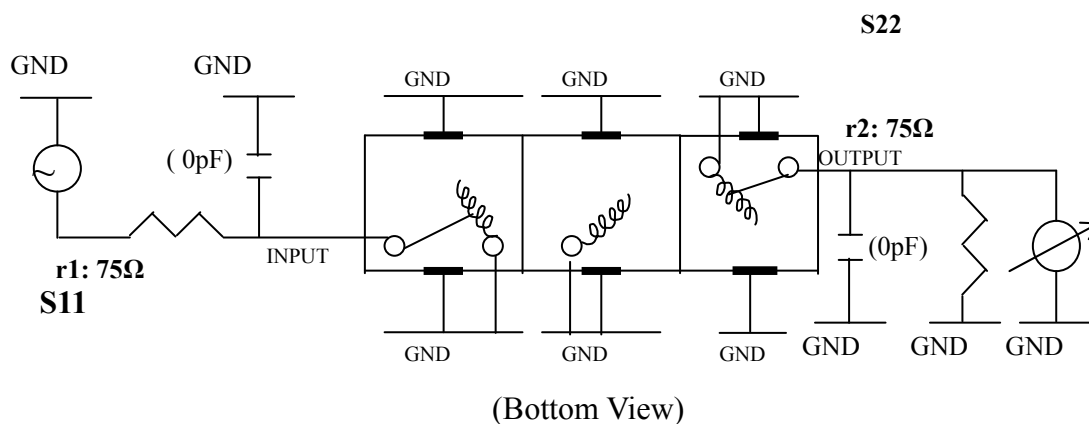 S22
GND
GND
GND
GND
GND
r2: 75Ω
( 0pF)
OUTPUT
INPUT
(0pF)
r1: 75Ω
S11
GND
GND
GND
GND
GND
GND
(Bottom View)